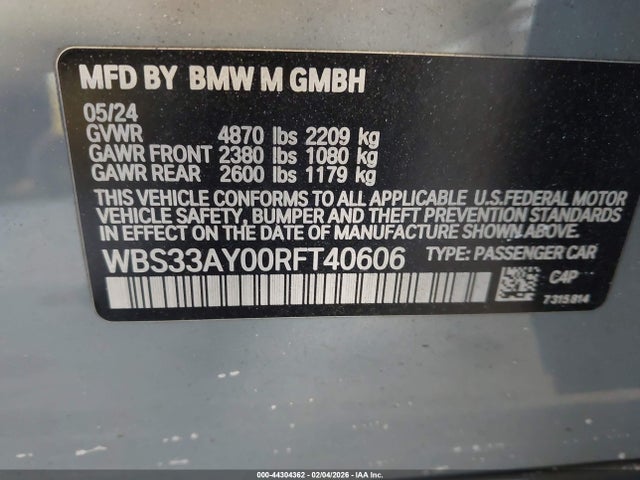 MFD BY BMW M GMBH
05/24
GVWR 4870 lbs 2209 kg
GAWR FRONT 2380 lbs 1080 kg
GAWR REAR 2600 lbs 1179 kg
THIS VEHICLE CONFORMS TO ALL APPLICABLE U.S.FEDERAL MOTOR
VEHICLE SAFETY, BUMPER AND THEFT PREVENTION STANDARDS
IN EFFECT ON THE DATE OF MANUFACTURE SHOWN ABOVE.
WBS33AY00RFT40606 TYPE: PASSENGER CAR
C4P
7315814
000-44304362 - 02/04/2026 - IAAI.COM